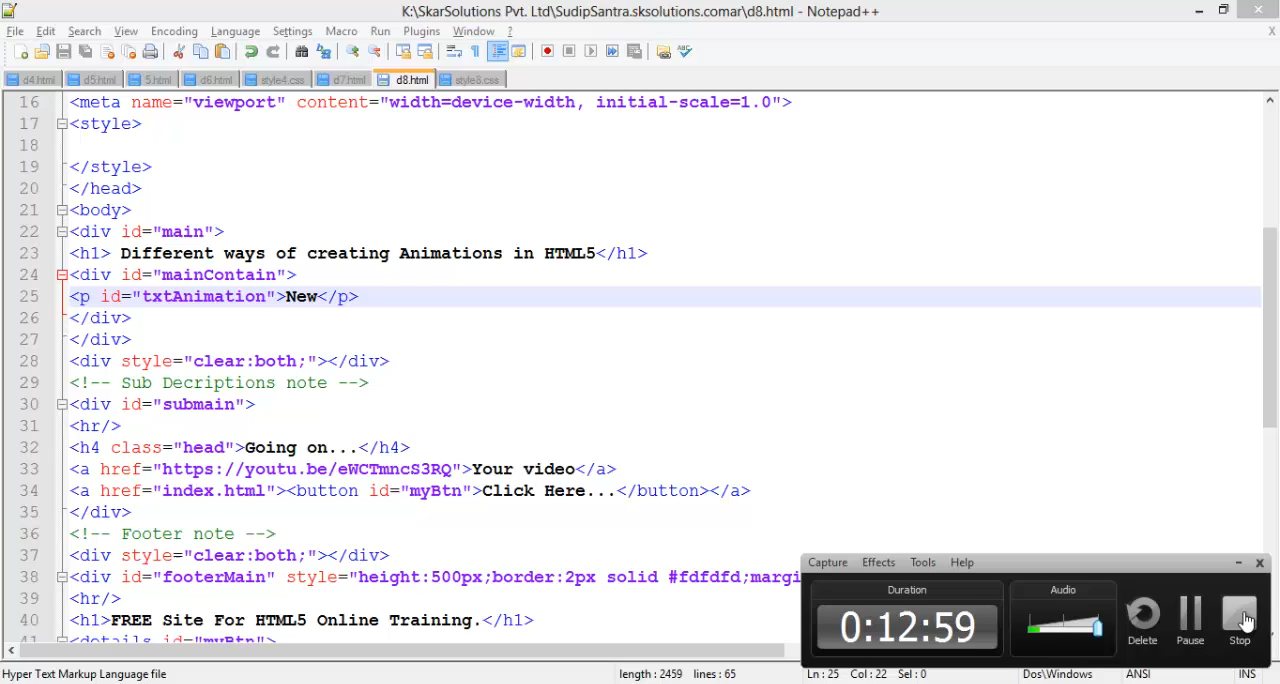 K:\SkarSolutions Pvt. Ltd\SudipSantra.sksolutions.comar\d8.html - Notepad++
File Edit Search View Encoding Language Settings Macro Run Plugins Window ? X
d4.html d5.html 5.html d6.html style4.css d7.html d8.html style8.css
16 <meta name="viewport" content="width=device-width, initial-scale=1.0">
17 <style>
18
19 </style>
20 </head>
21 <body>
22 <div id="main">
23 <h1> Different ways of creating Animations in HTML5</h1>
24 <div id="mainContain">
25 <p id="txtAnimation">New</p>
26 </div>
27 </div>
28 <div style="clear:both;"></div>
29 <!-- Sub Decriptions note -->
30 <div id="submain">
31 <hr/>
32 <h4 class="head">Going on...</h4>
33 <a href="https://youtu.be/eWCTmncS3RQ">Your video</a>
34 <a href="index.html"><button id="myBtn">Click Here...</button></a>
35 </div>
36 <!-- Footer note -->
37 <div style="clear:both;"></div>
38 <div id="footerMain" style="height:500px;border:2px solid #fdfdfd;margi
39 <hr/>
40 <h1>FREE Site For HTML5 Online Training.</h1>
41 <details id="myBtn">
Capture Effects Tools Help
Duration
0:12:59
Audio
Delete Pause Stop
Hyper Text Markup Language file length : 2459 lines : 65 Ln : 25 Col : 22 Sel : 0 Dos\Windows ANSI INS